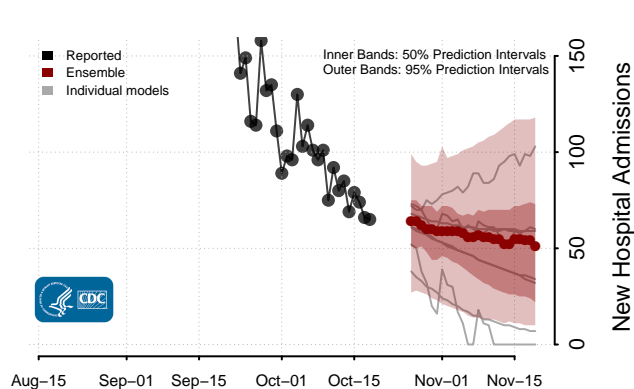 Reported
Ensemble
Individual models
Inner Bands: 50% Prediction Intervals
Outer Bands: 95% Prediction Intervals
150
100
50
0
New Hospital Admissions
CDC
Aug–15
Sep–01
Sep–15
Oct–01
Oct–15
Nov–01
Nov–15